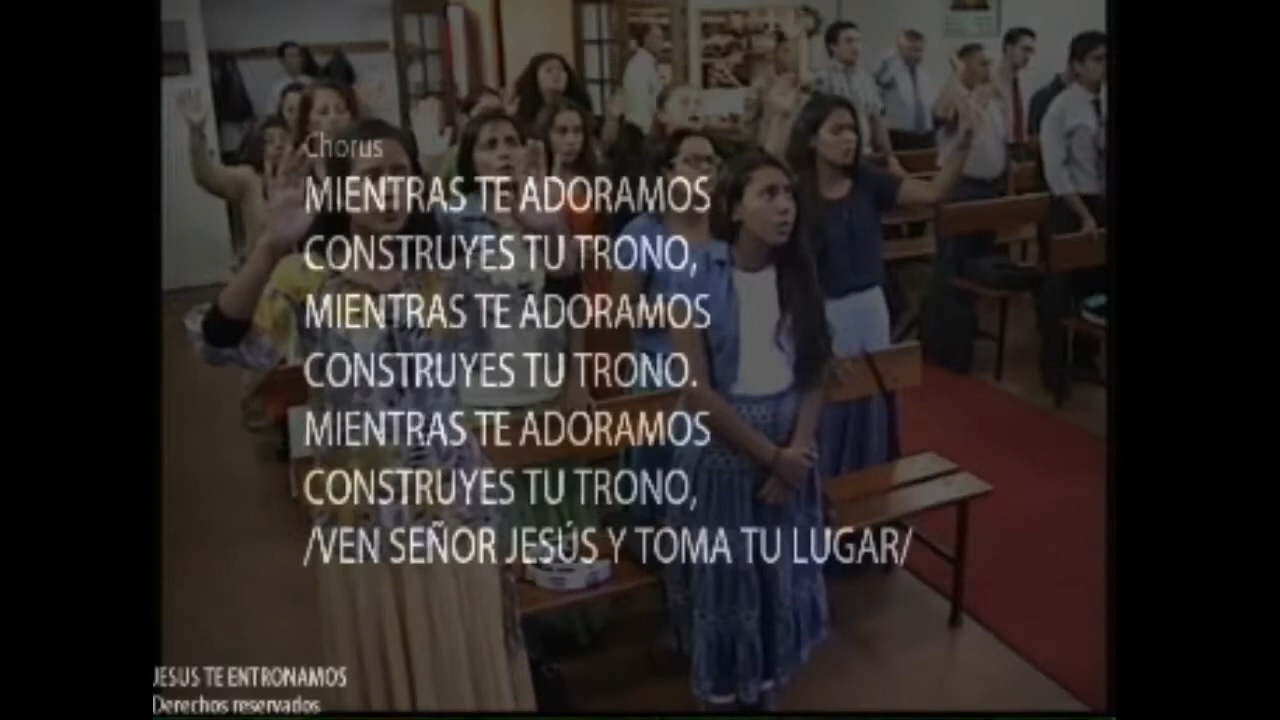 Chorus
MIENTRAS TE ADORAMOS
CONSTRUYES TU TRONO,
MIENTRAS TE ADORAMOS
CONSTRUYES TU TRONO.
MIENTRAS TE ADORAMOS
CONSTRUYES TU TRONO,
/VEN SEÑOR JESÚS Y TOMA TU LUGAR/
JESUS TE ENTRONAMOS
Derechos reservados